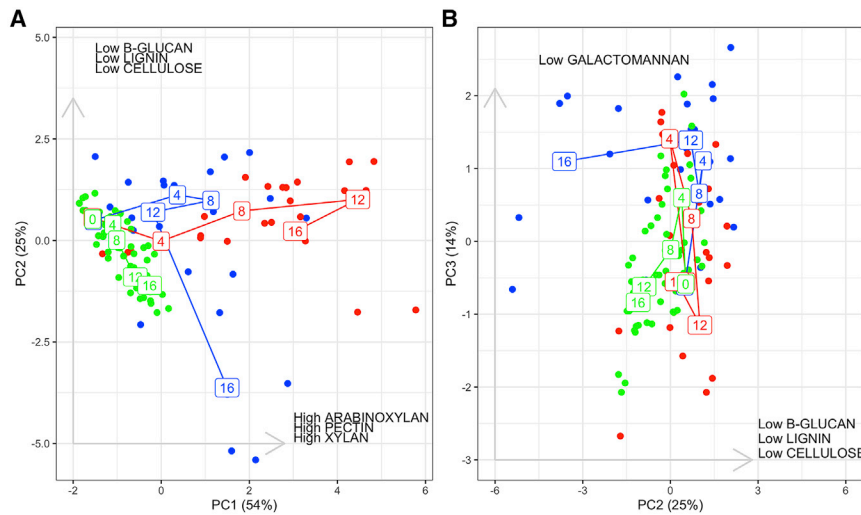 A
5.0
2.5
0.0
-2.5
-5.0
PC2 (25%)
Low B-GLUCAN
Low LIGNIN
Low CELLULOSE
4
8
12
8
12
16
0
4
8
4
12
16
16
High ARABINOXYLAN
High PECTIN
High XYLAN
-2
0
2
4
6
PC1 (54%)
B
2
1
0
-1
-2
-3
PC3 (14%)
Low GALACTOMANNAN
4
12
16
4
8
4
8
8
0
12
16
12
Low B-GLUCAN
Low LIGNIN
Low CELLULOSE
-6
-3
0
3
6
PC2 (25%)